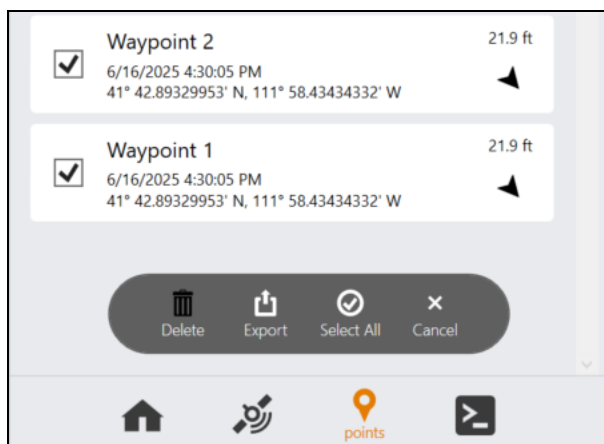 Waypoint 2
21.9 ft
6/16/2025 4:30:05 PM
41° 42.89329953' N, 111° 58.43434332' W
Waypoint 1
21.9 ft
6/16/2025 4:30:05 PM
41° 42.89329953' N, 111° 58.43434332' W
Delete Export Select All Cancel
points